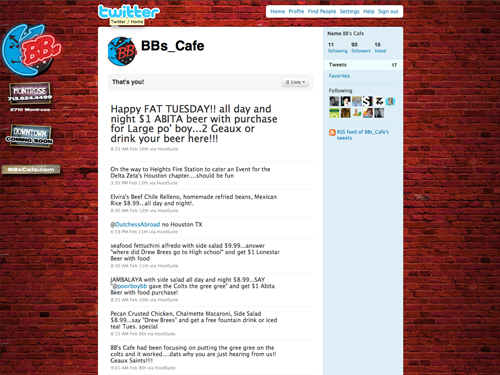 twitter
Twitter / Home
Home Profile Find People Settings Help Sign out
BBs
MONTROSE
713.524.4499
2710 Montrose
DOWNTOWN
COMING SOON
BBsCafe.com
BBs
BBs_Cafe
That's you!
Lists
Happy FAT TUESDAY!! all day and
night $1 ABITA beer with purchase
for Large po' boy...2 Geaux or
drink your beer here!!!
8:35 AM Feb 16th via HootSuite
On the way to Heights Fire Station to cater an Event for the
Delta Zeta's Houston chapter....should be fun
3:35 PM Feb 13th via HootSuite
Elvira's Beef Chile Relleno, homemade refried beans, Mexican
Rice $8.99...all day and night!.
8:30 AM Feb 12th via HootSuite
@DutchessAbroad no Houston TX
6:59 PM Feb 11th via HootSuite
seafood fettuchini alfredo with side salad $9.99...answer
"where did Drew Brees go to High school" and get $1 Lonestar
Beer with food
8:30 AM Feb 11th via HootSuite
JAMBALAYA with side salad all day and night $8.99...SAY
"@poorboybb gave the Colts the gree gree" and get $1 Abita
Beer with food purchase!
8:25 AM Feb 10th via HootSuite
Pecan Crusted Chicken, Chalmette Macaroni, Side Salad
$8.99...say "Drew Brees" and get a free fountain drink or iced
tea! Tues. special
8:15 AM Feb 9th via HootSuite
BB's Cafe had been focusing on putting the gree gree on the
colts and it worked....dats why you are just hearing from us!!
Geaux Saints!!!!
9:01 AM Feb 8th via HootSuite
Name BB's Cafe
11 93 15
following followers listed
Tweets 17
Favorites
Following
RSS feed of BBs_Cafe's
tweets